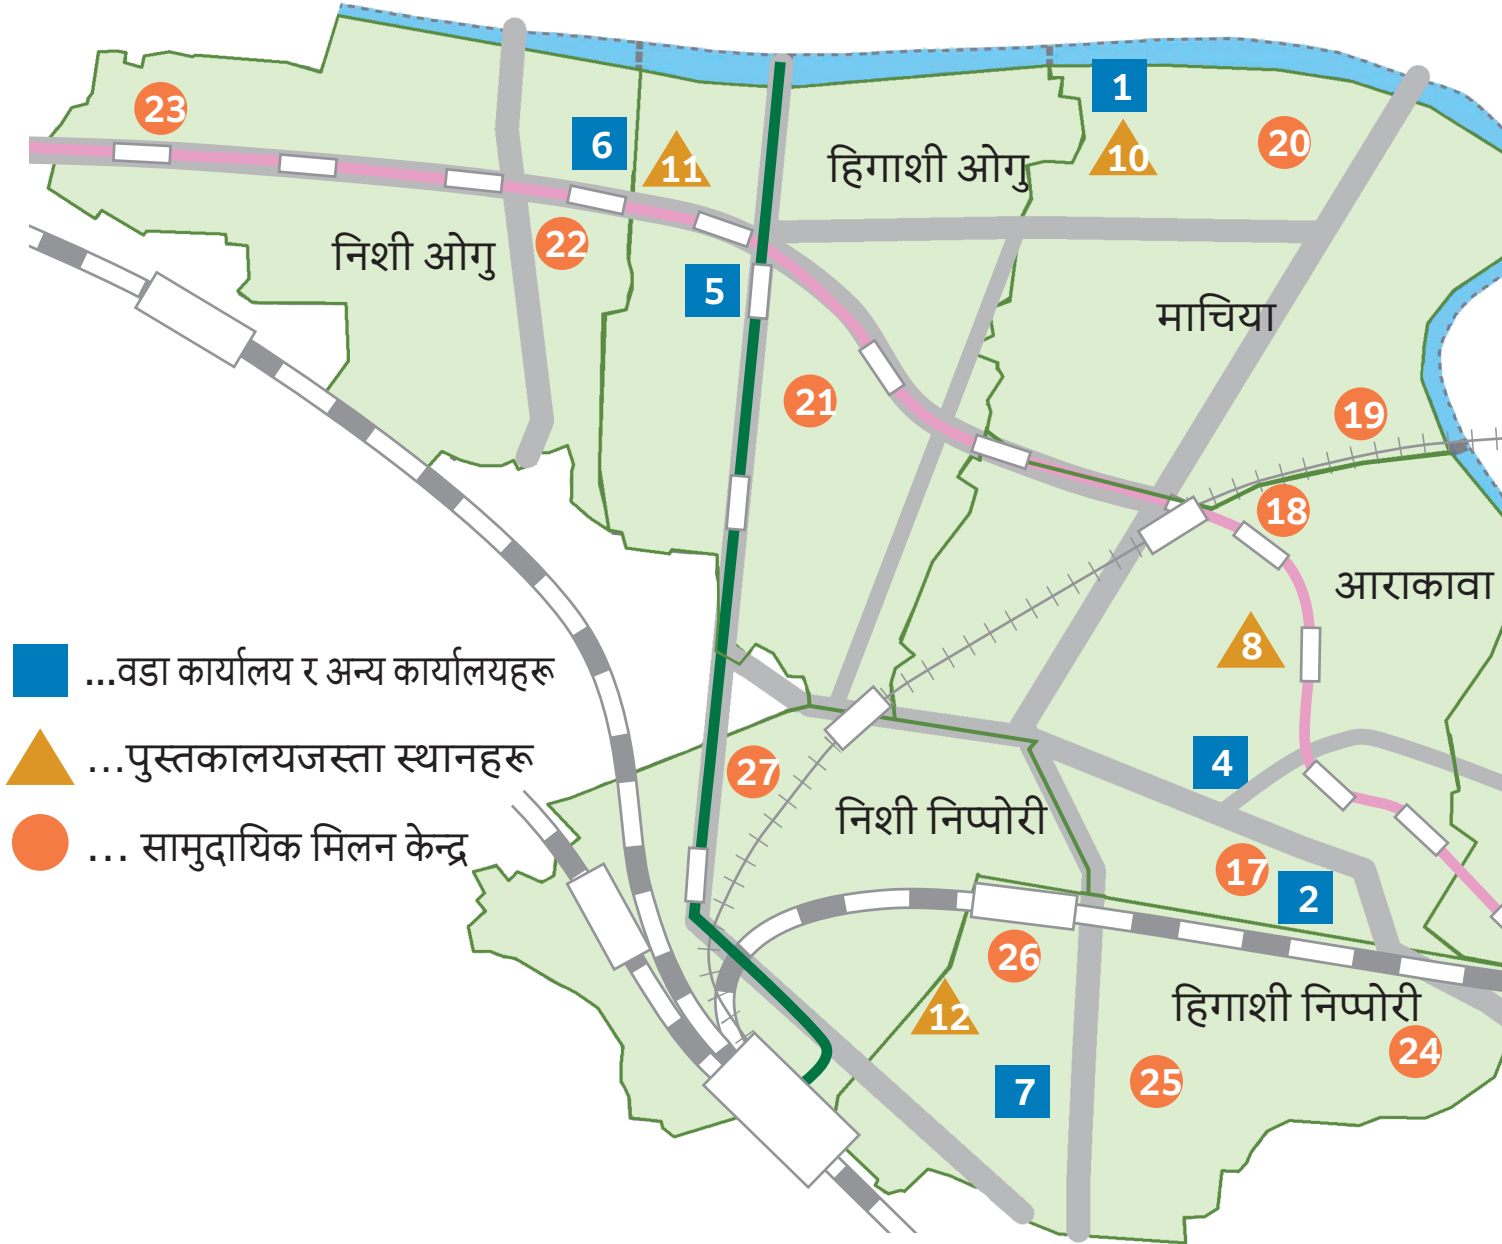 1
23
20
6
11
10
हिगाशी ओगु
निशी ओगु
22
5
माचिया
21
19
18
आराकावा
8
...वडा कार्यालय र अन्य कार्यालयहरू
...पुस्तकालयजस्ता स्थानहरू
... सामुदायिक मिलन केन्द्र
4
27
निशी निप्पोरी
17
2
26
हिगाशी निप्पोरी
12
24
25
7